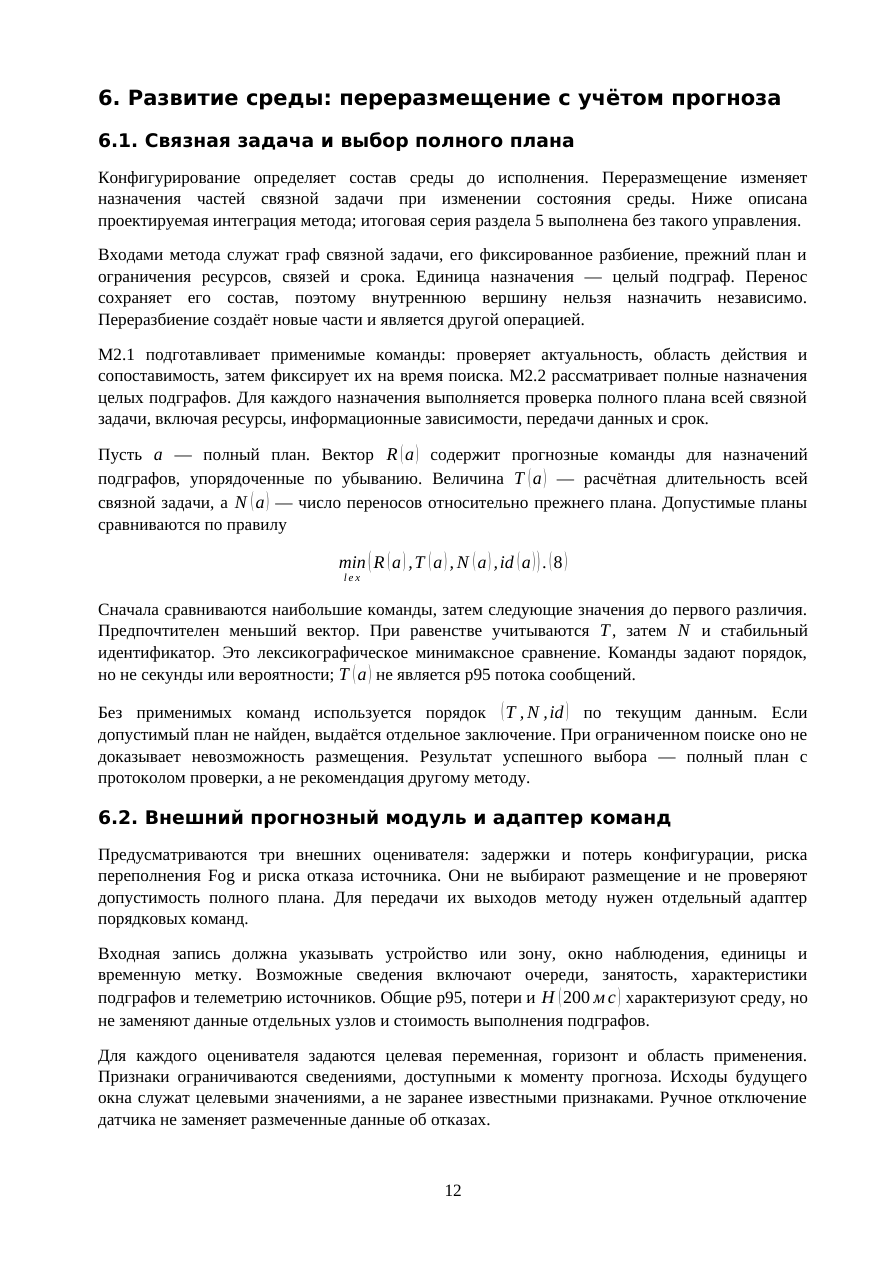 6. Развитие среды: переразмещение с учётом прогноза
6.1. Связная задача и выбор полного плана
Конфигурирование определяет состав среды до исполнения. Переразмещение изменяет
назначения частей связной задачи при изменении состояния среды. Ниже описана
проектируемая интеграция метода; итоговая серия раздела 5 выполнена без такого управления.
Входами метода служат граф связной задачи, его фиксированное разбиение, прежний план и
ограничения ресурсов, связей и срока. Единица назначения — целый подграф. Перенос
сохраняет его состав, поэтому внутреннюю вершину нельзя назначить независимо.
Переразбиение создаёт новые части и является другой операцией.
М2.1 подготавливает применимые команды: проверяет актуальность, область действия и
сопоставимость, затем фиксирует их на время поиска. М2.2 рассматривает полные назначения
целых подграфов. Для каждого назначения выполняется проверка полного плана всей связной
задачи, включая ресурсы, информационные зависимости, передачи данных и срок.
Пусть a — полный план. Вектор R(a) содержит прогнозные команды для назначений
подграфов, упорядоченные по убыванию. Величина T(a) — расчётная длительность всей
связной задачи, а N(a) — число переносов относительно прежнего плана. Допустимые планы
сравниваются по правилу
min(R(a),T(a),N(a),id(a)).(8)
lex
Сначала сравниваются наибольшие команды, затем следующие значения до первого различия.
Предпочтителен меньший вектор. При равенстве учитываются T, затем N и стабильный
идентификатор. Это лексикографическое минимаксное сравнение. Команды задают порядок,
но не секунды или вероятности; T(a) не является p95 потока сообщений.
Без применимых команд используется порядок (T,N,id) по текущим данным. Если
допустимый план не найден, выдаётся отдельное заключение. При ограниченном поиске оно не
доказывает невозможность размещения. Результат успешного выбора — полный план с
протоколом проверки, а не рекомендация другому методу.
6.2. Внешний прогнозный модуль и адаптер команд
Предусматриваются три внешних оценивателя: задержки и потерь конфигурации, риска
переполнения Fog и риска отказа источника. Они не выбирают размещение и не проверяют
допустимость полного плана. Для передачи их выходов методу нужен отдельный адаптер
порядковых команд.
Входная запись должна указывать устройство или зону, окно наблюдения, единицы и
временную метку. Возможные сведения включают очереди, занятость, характеристики
подграфов и телеметрию источников. Общие p95, потери и H(200 мс) характеризуют среду, но
не заменяют данные отдельных узлов и стоимость выполнения подграфов.
Для каждого оценивателя задаются целевая переменная, горизонт и область применения.
Признаки ограничиваются сведениями, доступными к моменту прогноза. Исходы будущего
окна служат целевыми значениями, а не заранее известными признаками. Ручное отключение
датчика не заменяет размеченные данные об отказах.
12